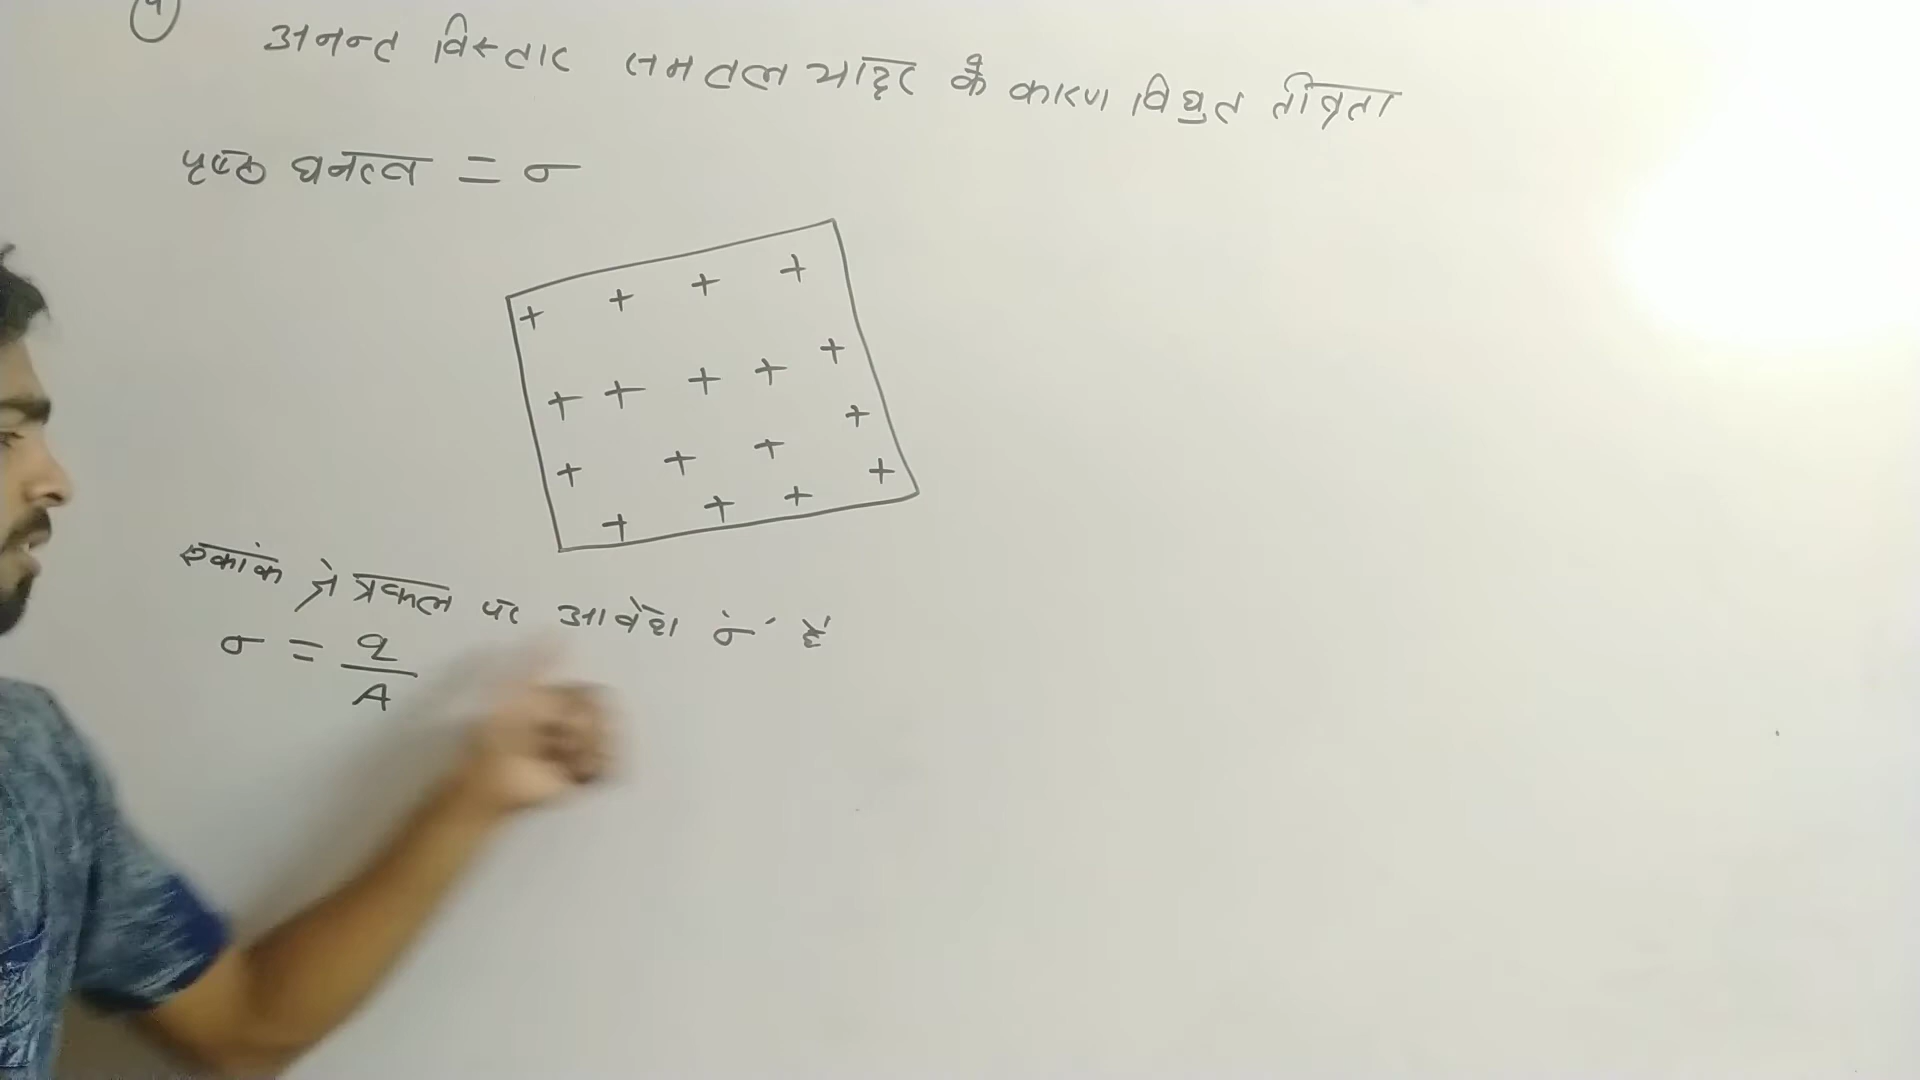 अनन्त विस्तार समतल चादर के कारण विद्युत तीव्रता
पृष्ठ घनत्व = σ
+ + + +
+ + + + +
+
+ + + +
+ + +
एकांक क्षेत्रफल पर आवेश 'σ' है
σ = q/A